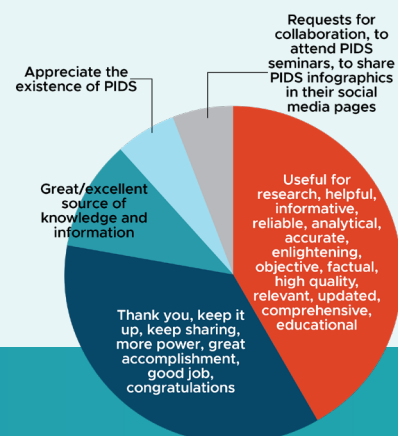 Requests for
collaboration, to
attend PIDS
seminars, to share
PIDS infographics
in their social
media pages
Appreciate the
existence of PIDS
Great/excellent
source of
knowledge and
information
Useful for
research, helpful,
informative,
reliable, analytical,
accurate,
enlightening,
objective, factual,
high quality,
relevant, updated,
comprehensive,
educational
Thank you, keep it
up, keep sharing,
more power, great
accomplishment,
good job,
congratulations